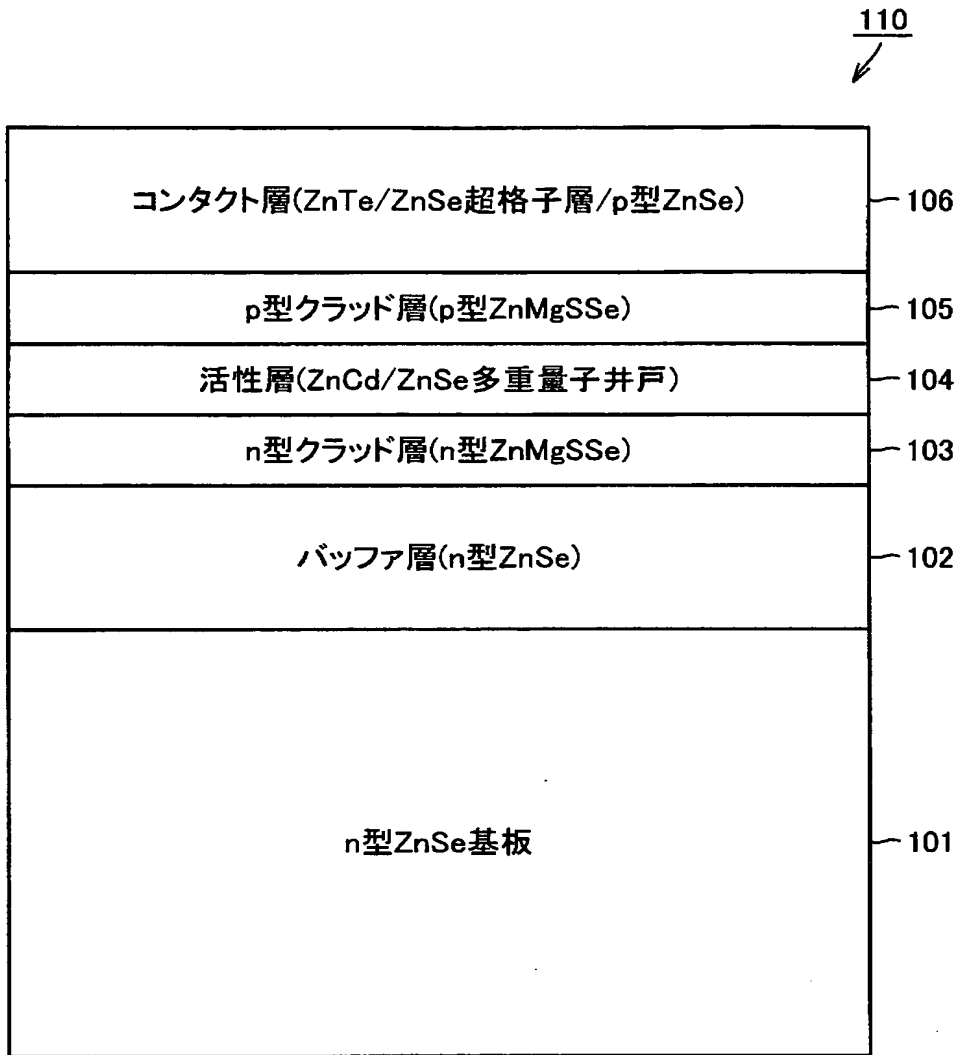 110
コンタクト層(ZnTe/ZnSe超格子層/p型ZnSe)
106
p型クラッド層(p型ZnMgSSe)
105
活性層(ZnCd/ZnSe多重量子井戸)
104
n型クラッド層(n型ZnMgSSe)
103
バッファ層(n型ZnSe)
102
n型ZnSe基板
101